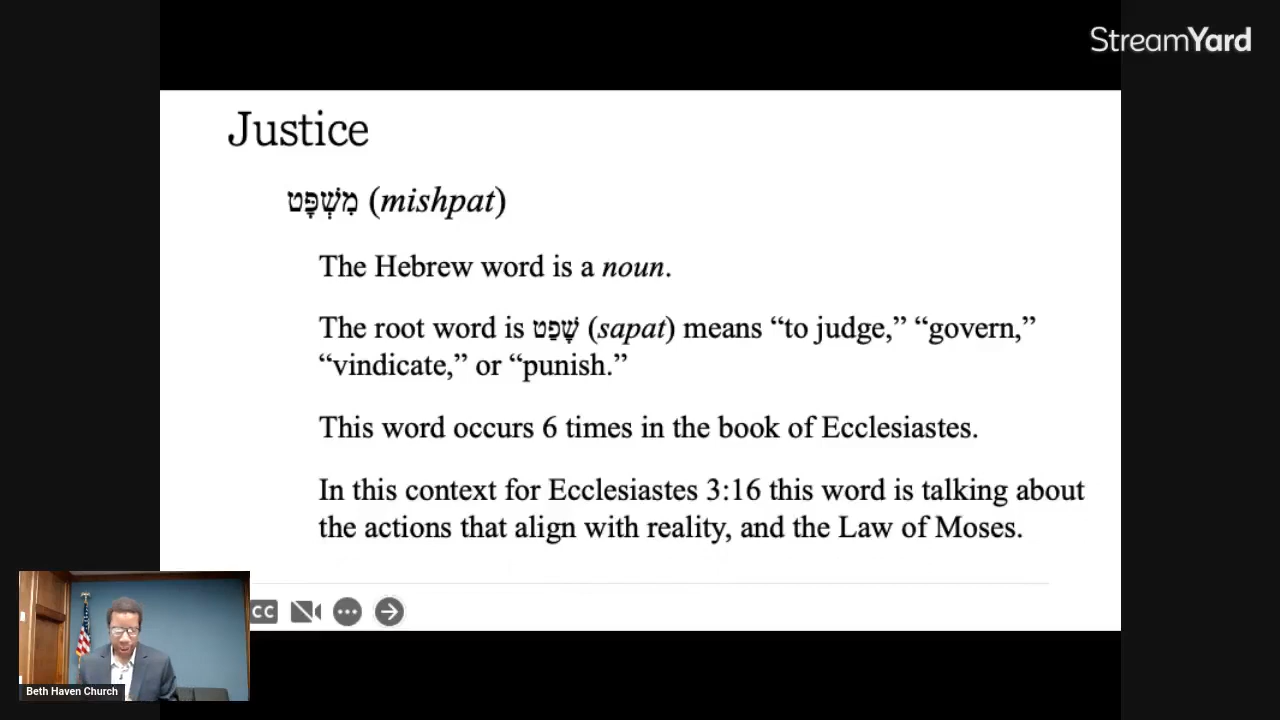 StreamYard
Justice
מִשְׁפָּט (mishpat)
The Hebrew word is a noun.
The root word is שָׁפַט (sapat) means “to judge,” “govern,”
“vindicate,” or “punish.”
This word occurs 6 times in the book of Ecclesiastes.
In this context for Ecclesiastes 3:16 this word is talking about
the actions that align with reality, and the Law of Moses.
CC
Beth Haven Church